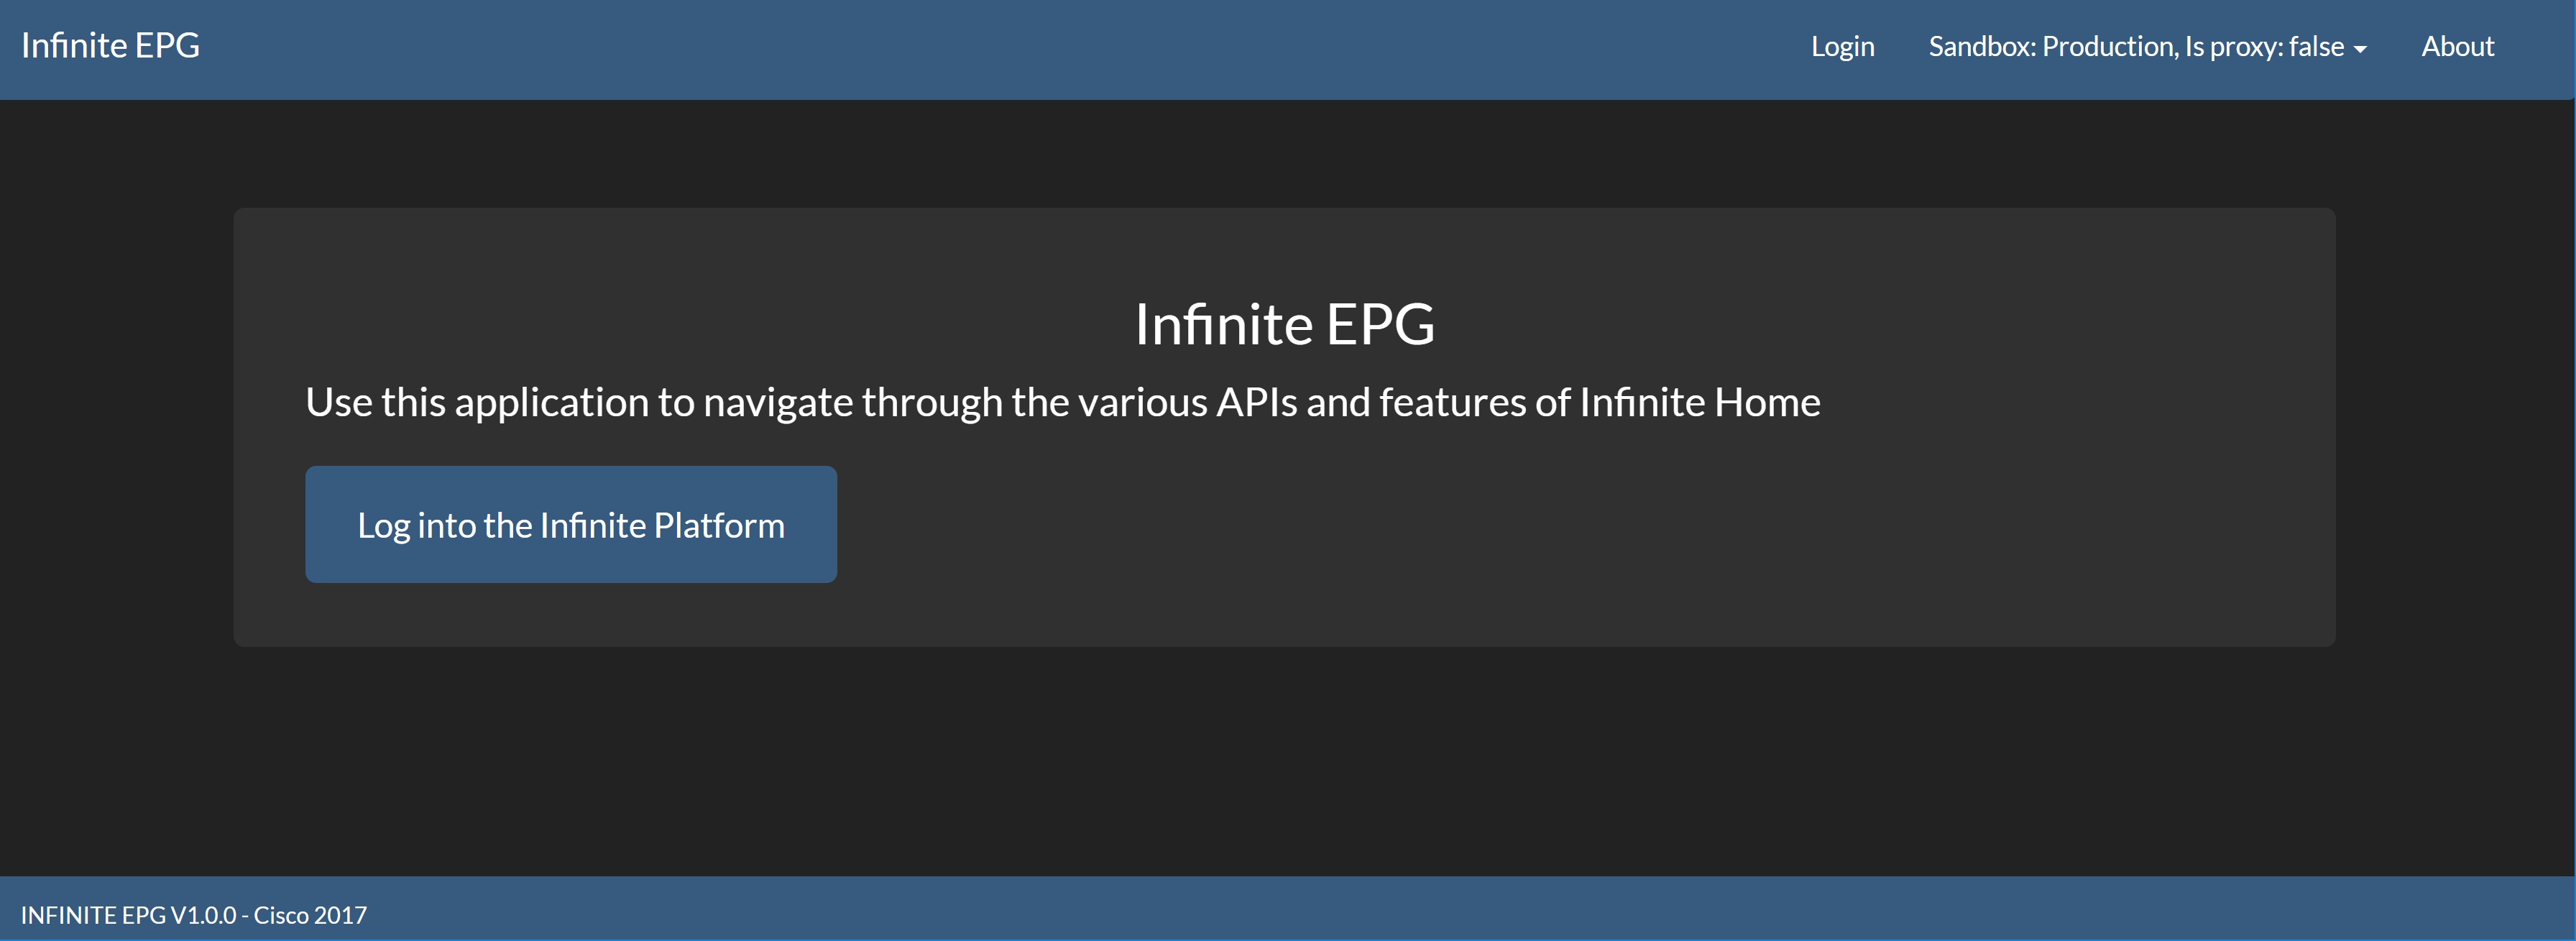 Infinite EPG
Login
Sandbox: Production, Is proxy: false
About
Infinite EPG
Use this application to navigate through the various APIs and features of Infinite Home
Log into the Infinite Platform
INFINITE EPG V1.0.0 - Cisco 2017